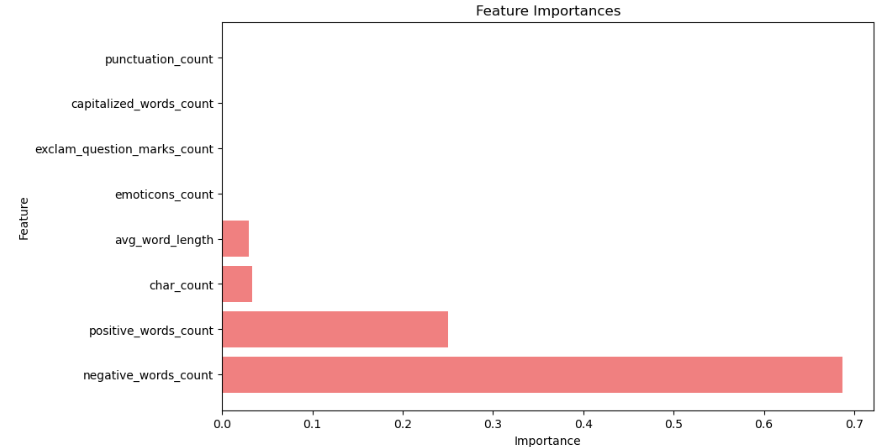 Feature Importances
punctuation_count
capitalized_words_count
exclam_question_marks_count
emoticons_count
avg_word_length
char_count
positive_words_count
negative_words_count
Feature
0.0 0.1 0.2 0.3 0.4 0.5 0.6 0.7
Importance